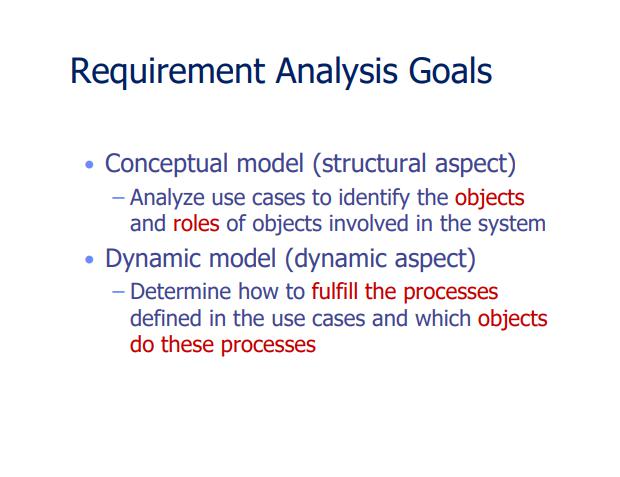 Requirement Analysis Goals
• Conceptual model (structural aspect)
– Analyze use cases to identify the objects
and roles of objects involved in the system
• Dynamic model (dynamic aspect)
– Determine how to fulfill the processes
defined in the use cases and which objects
do these processes